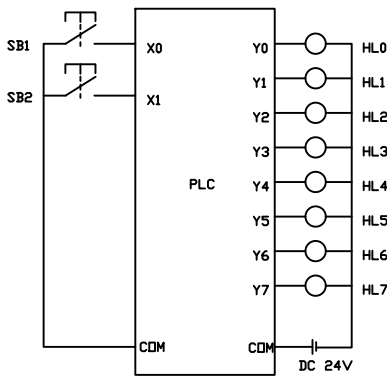 SB1 X0 Y0 HL0
Y1 HL1
SB2 X1 Y2 HL2
Y3 HL3
PLC Y4 HL4
Y5 HL5
Y6 HL6
Y7 HL7
COM COM
DC 24V